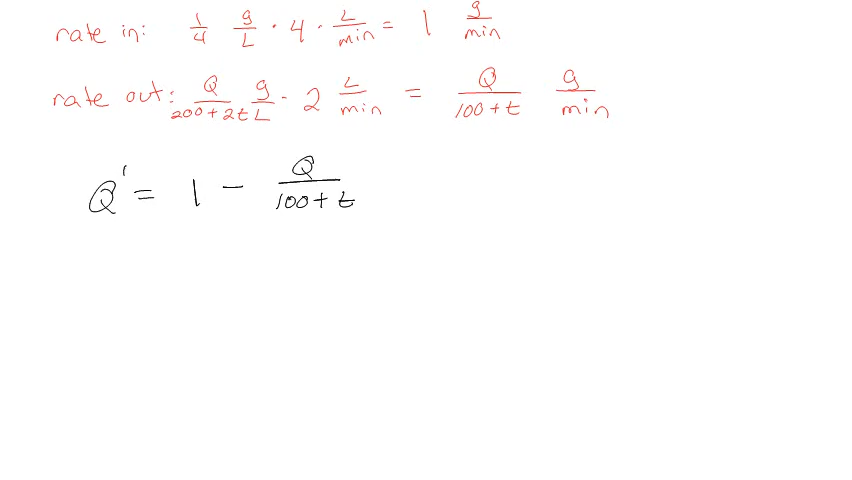 rate in: 1/4 g/L · 4 · L/min = 1 g/min
rate out: Q/200+2t g/L · 2 L/min = Q/100+t g/min
Q' = 1 - Q/100+t